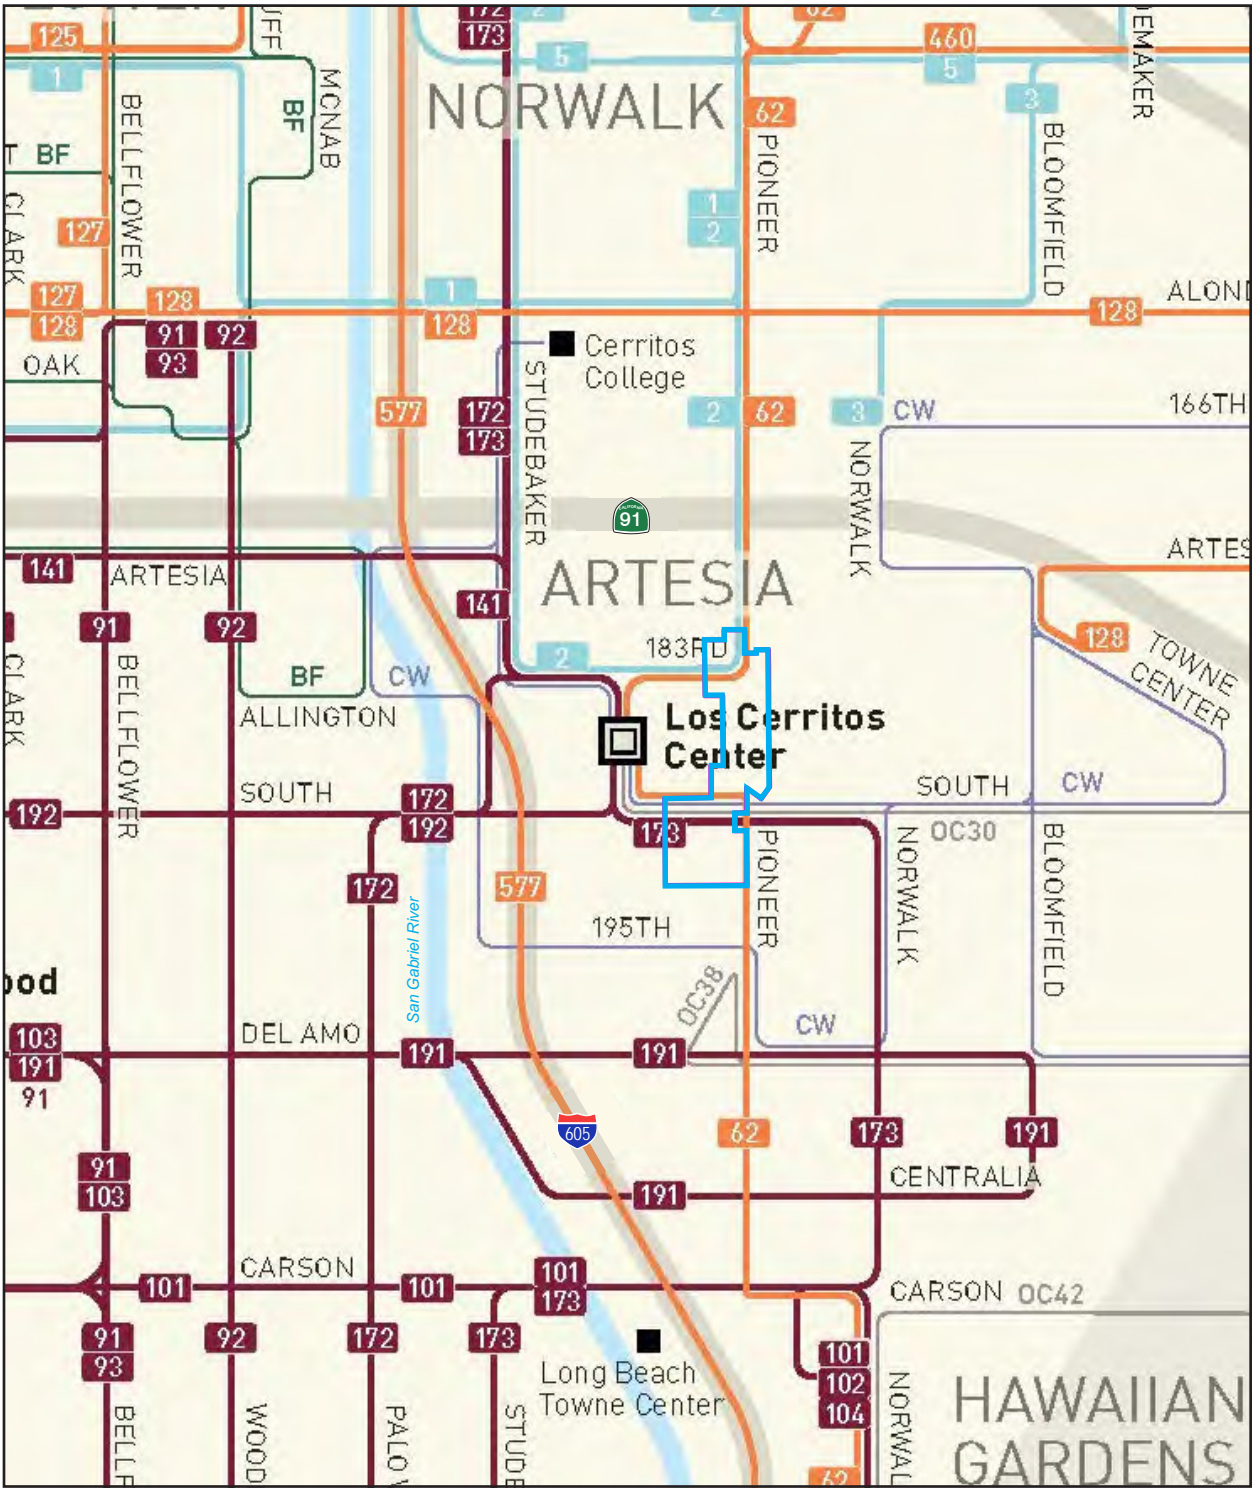 172
173
2
2
62
125
1
5
460
5
3
MCNAB
BF
BELLFLOWER
NORWALK
62
PIONEER
BLOOMFIELD
BF
CLARK
127
1
2
127
128
128
1
128
128
91
93
92
OAK
Cerritos
College
577
172
173
STUDEBAKER
2
62
3
CW
166TH
NORWALK
CALIFORNIA
91
141
ARTESIA
ARTESIA
141
91
92
183RD
2
128
TOWNE
CENTER
CLARK
BELLFLOWER
BF
CW
ALLINGTON
Los Cerritos
Center
SOUTH
SOUTH
CW
192
172
192
173
OC30
PIONEER
NORWALK
BLOOMFIELD
172
577
San Gabriel River
195TH
OC38
CW
103
191
91
DEL AMO
191
191
605
62
173
191
91
103
191
CENTRALIA
CARSON
101
101
101
173
CARSON
OC42
91
93
92
172
173
Long Beach
Towne Center
101
102
104
HAWAIIAN
GARDENS
WOOD
62